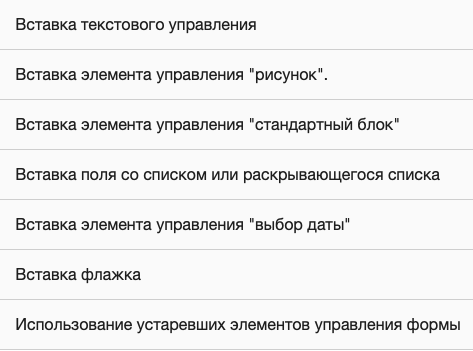 Вставка текстового управления
Вставка элемента управления "рисунок".
Вставка элемента управления "стандартный блок"
Вставка поля со списком или раскрывающегося списка
Вставка элемента управления "выбор даты"
Вставка флажка
Использование устаревших элементов управления формы